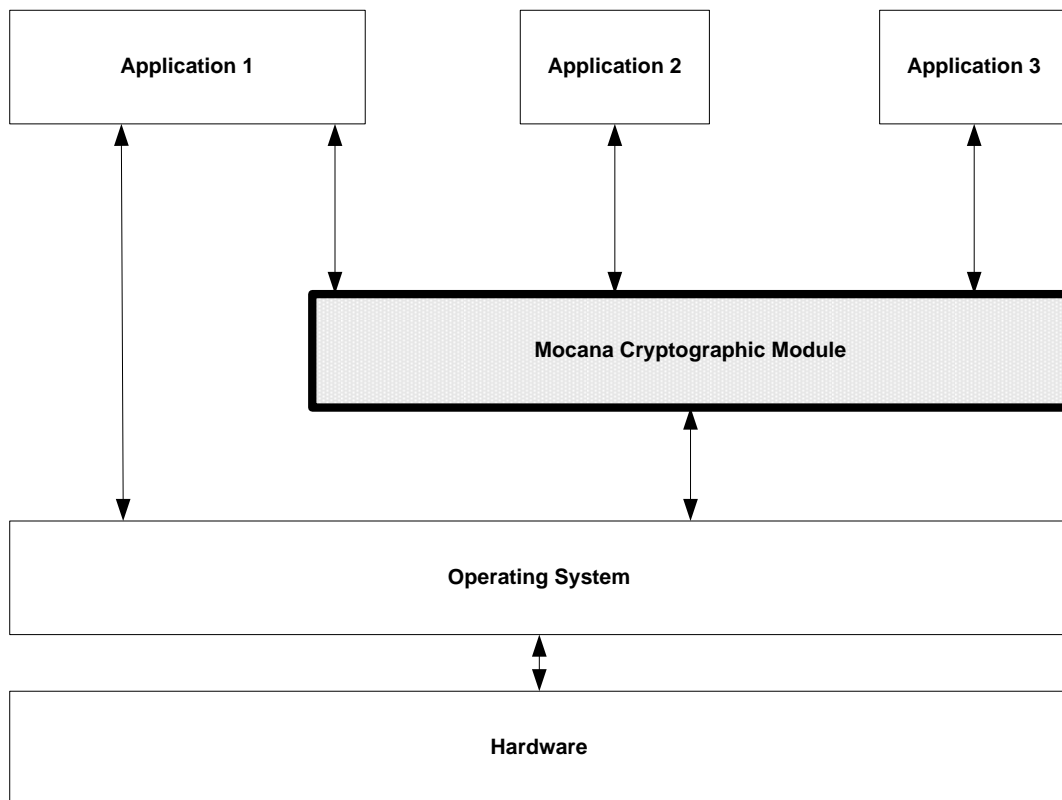 Application 1
Application 2
Application 3
Mocana Cryptographic Module
Operating System
Hardware